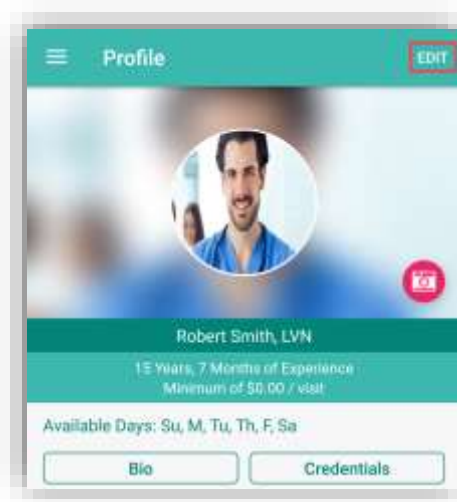 Profile EDIT
Robert Smith, LVN
15 Years, 7 Months of Experience
Minimum of $0.00 / visit
Available Days: Su, M, Tu, Th, F, Sa
Bio Credentials